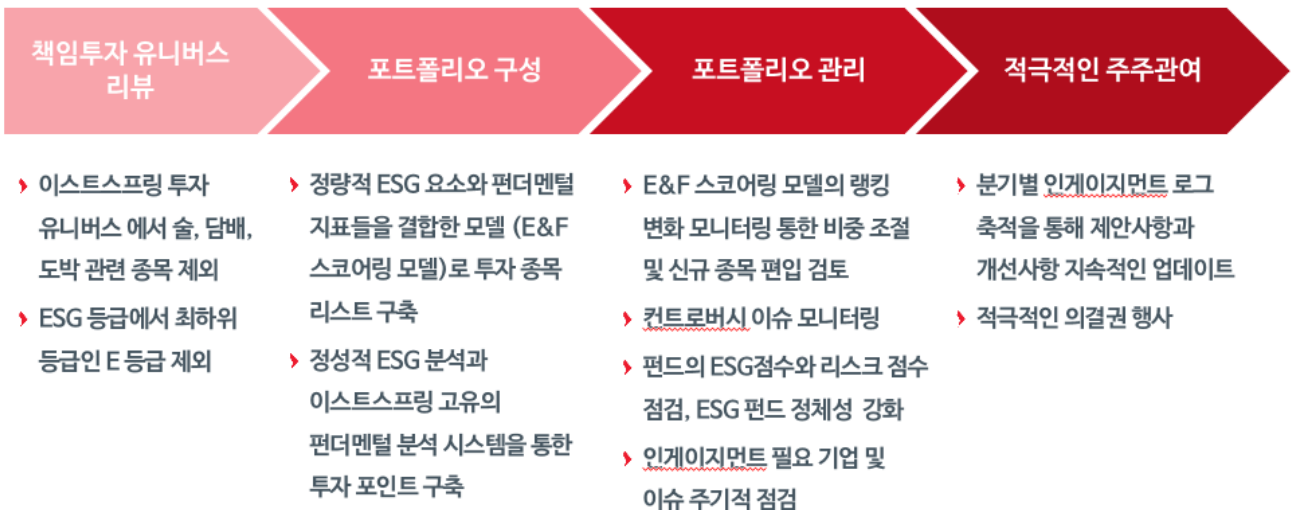 책임투자 유니버스
리뷰
포트폴리오 구성
포트폴리오 관리
적극적인 주주관여
이스트스프링 투자
유니버스 에서 술, 담배,
도박 관련 종목 제외
ESG 등급에서 최하위
등급인 E 등급 제외
정량적 ESG 요소와 펀더멘털
지표들을 결합한 모델 (E&F
스코어링 모델)로 투자 종목
리스트 구축
정성적 ESG 분석과
이스트스프링 고유의
펀더멘털 분석 시스템을 통한
투자 포인트 구축
E&F 스코어링 모델의 랭킹
변화 모니터링 통한 비중 조절
및 신규 종목 편입 검토
컨트로버시 이슈 모니터링
펀드의 ESG점수와 리스크 점수
점검, ESG 펀드 정체성 강화
인게이지먼트 필요 기업 및
이슈 주기적 점검
분기별 인게이지먼트 로그
축적을 통해 제안사항과
개선사항 지속적인 업데이트
적극적인 의결권 행사